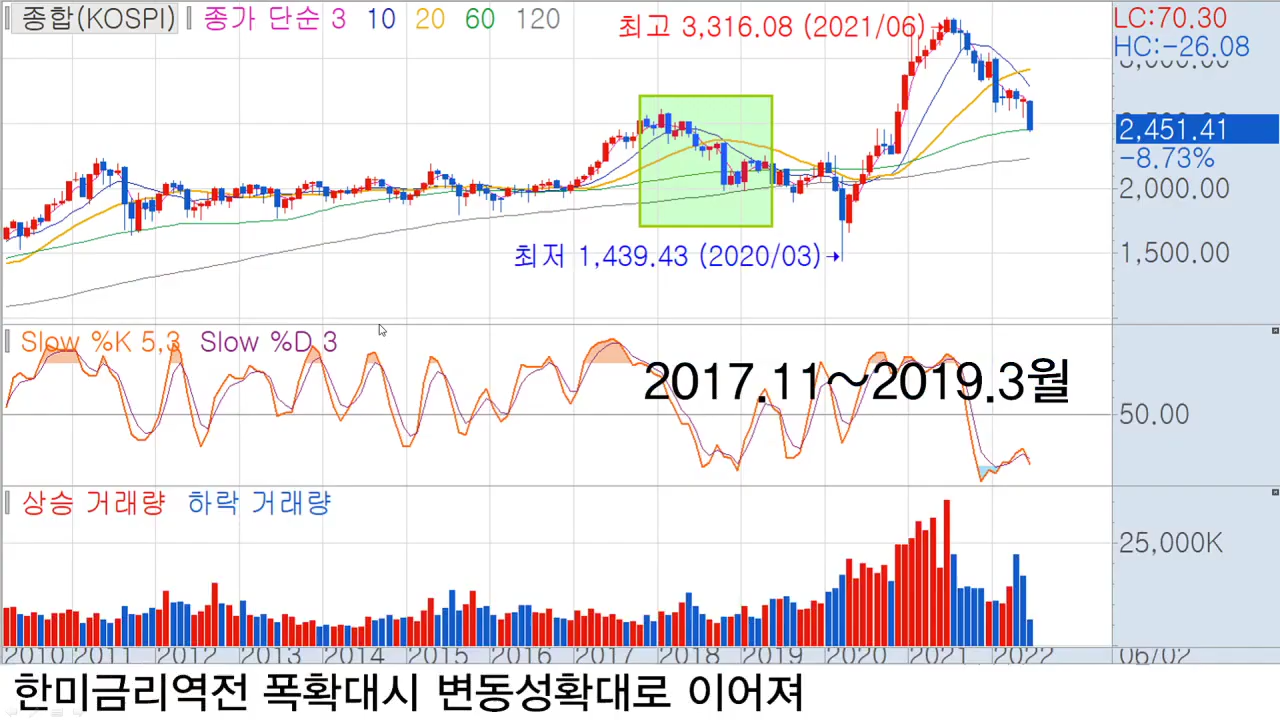 종합(KOSPI) 종가 단순 3 10 20 60 120
최고 3,316.08 (2021/06)
LC:70.30
HC:-26.08
2,451.41
-8.73%
2,000.00
최저 1,439.43 (2020/03)
1,500.00
Slow %K 5,3 Slow %D 3
2017.11~2019.3월
50.00
상승 거래량 하락 거래량
25,000K
2010 2011 2012 2013 2014 2015 2016 2017 2018 2019 2020 2021 2022 06/02
한미금리역전 폭확대시 변동성확대로 이어져